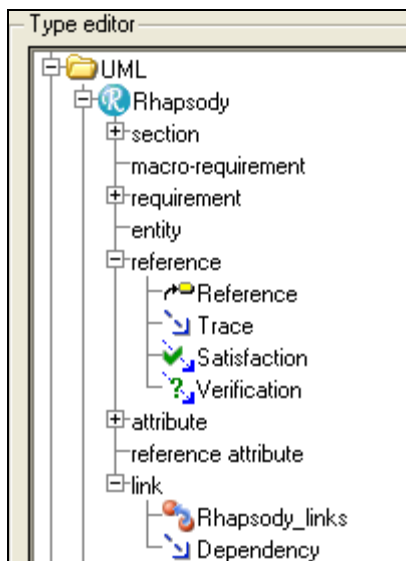 Type editor
UML
Rhapsody
section
macro-requirement
requirement
entity
reference
Reference
Trace
Satisfaction
Verification
attribute
reference attribute
link
Rhapsody_links
Dependency